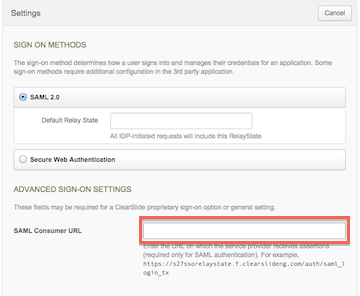 Settings
Cancel
SIGN ON METHODS
The sign-on method determines how a user signs into and manages their credentials for an application. Some
sign-on methods require additional configuration in the 3rd party application.
SAML 2.0
Default Relay State
All IDP-initiated requests will include this RelayState
Secure Web Authentication
ADVANCED SIGN-ON SETTINGS
These fields may be required for a ClearSlide proprietary sign-on option or general setting.
SAML Consumer URL
Enter the URL on which the service provider receives assertions
(required only for SAML authentication). For example,
https://s27ssorelaystate.f.clearslideng.com/auth/saml_l
ogin_tx